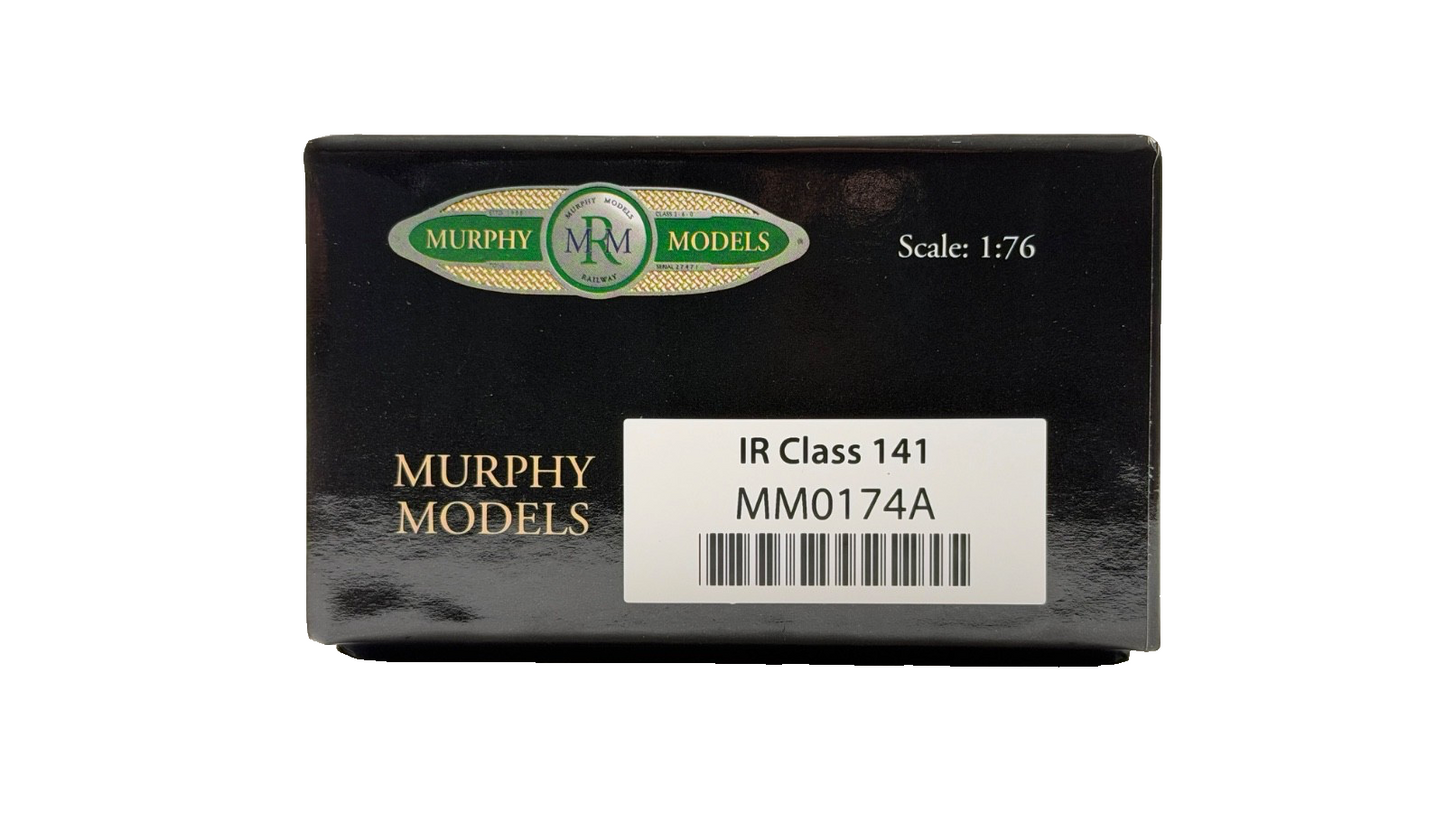 MURPHY MODELS
RAILWAY
MRM
MURPHY MODELS
Scale: 1:76
MURPHY
MODELS
IR Class 141
MM0174A